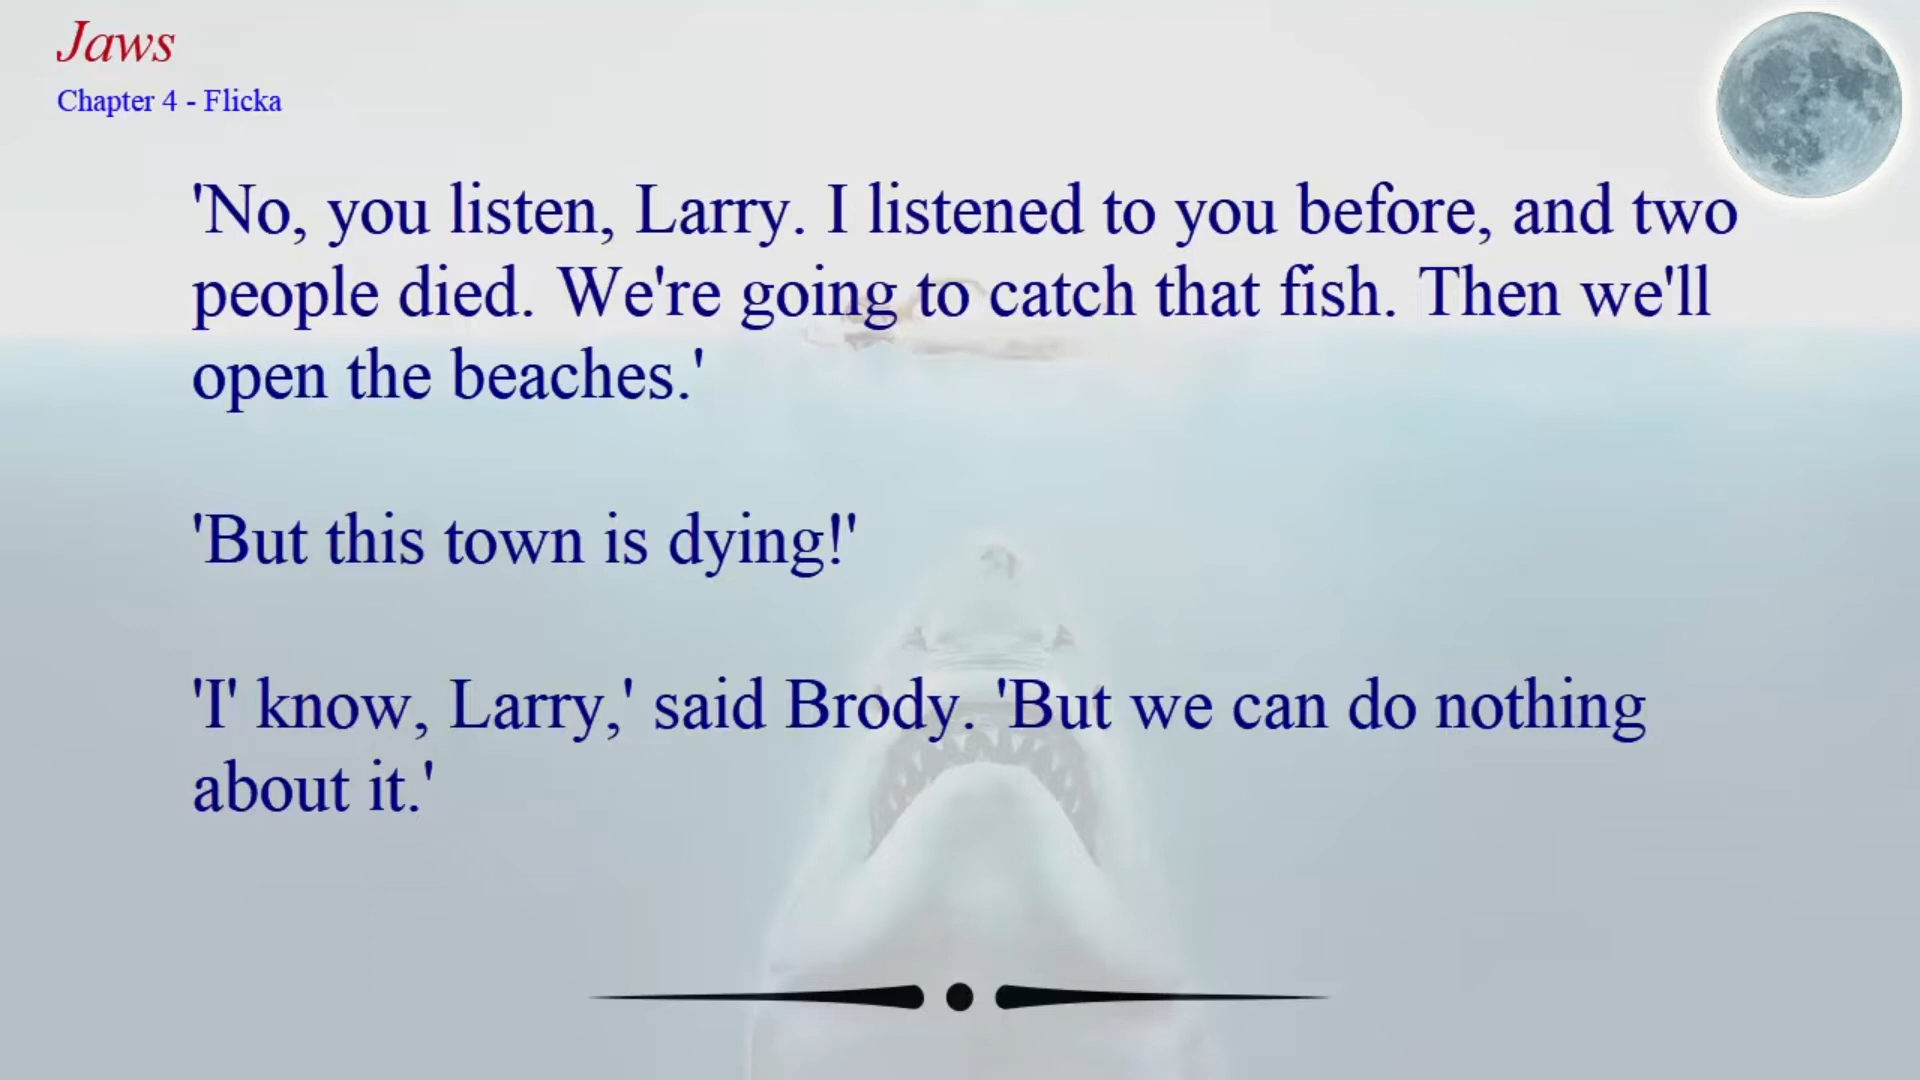 Jaws
Chapter 4 - Flicka
'No, you listen, Larry. I listened to you before, and two
people died. We're going to catch that fish. Then we'll
open the beaches.'
'But this town is dying!'
'I' know, Larry,' said Brody. 'But we can do nothing
about it.'